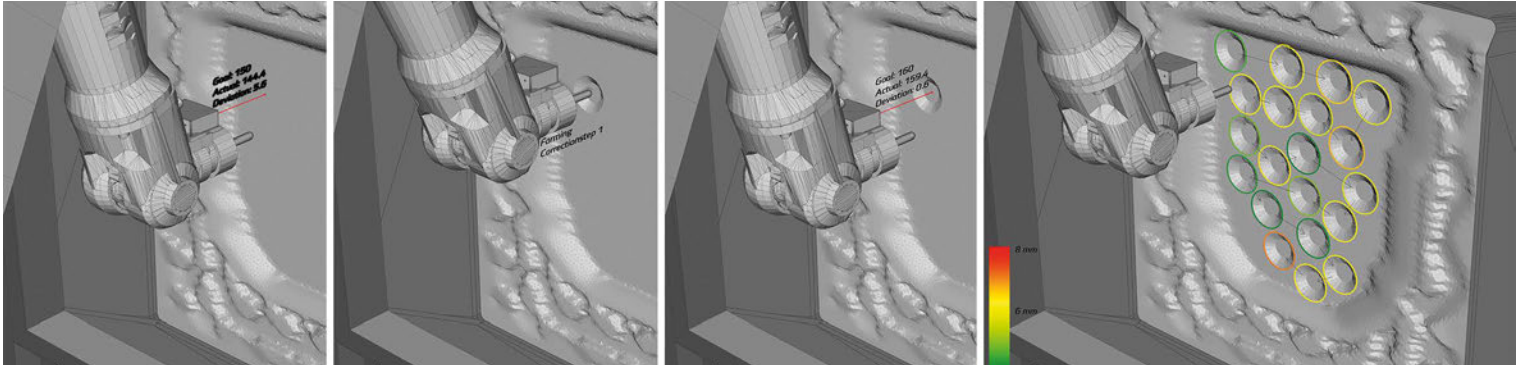 Goal: 150
Actual: 144.4
Deviation: 5.6
Forming
Correctionstep 1
Goal: 160
Actual: 159.4
Deviation: 0.6
8 mm
6 mm